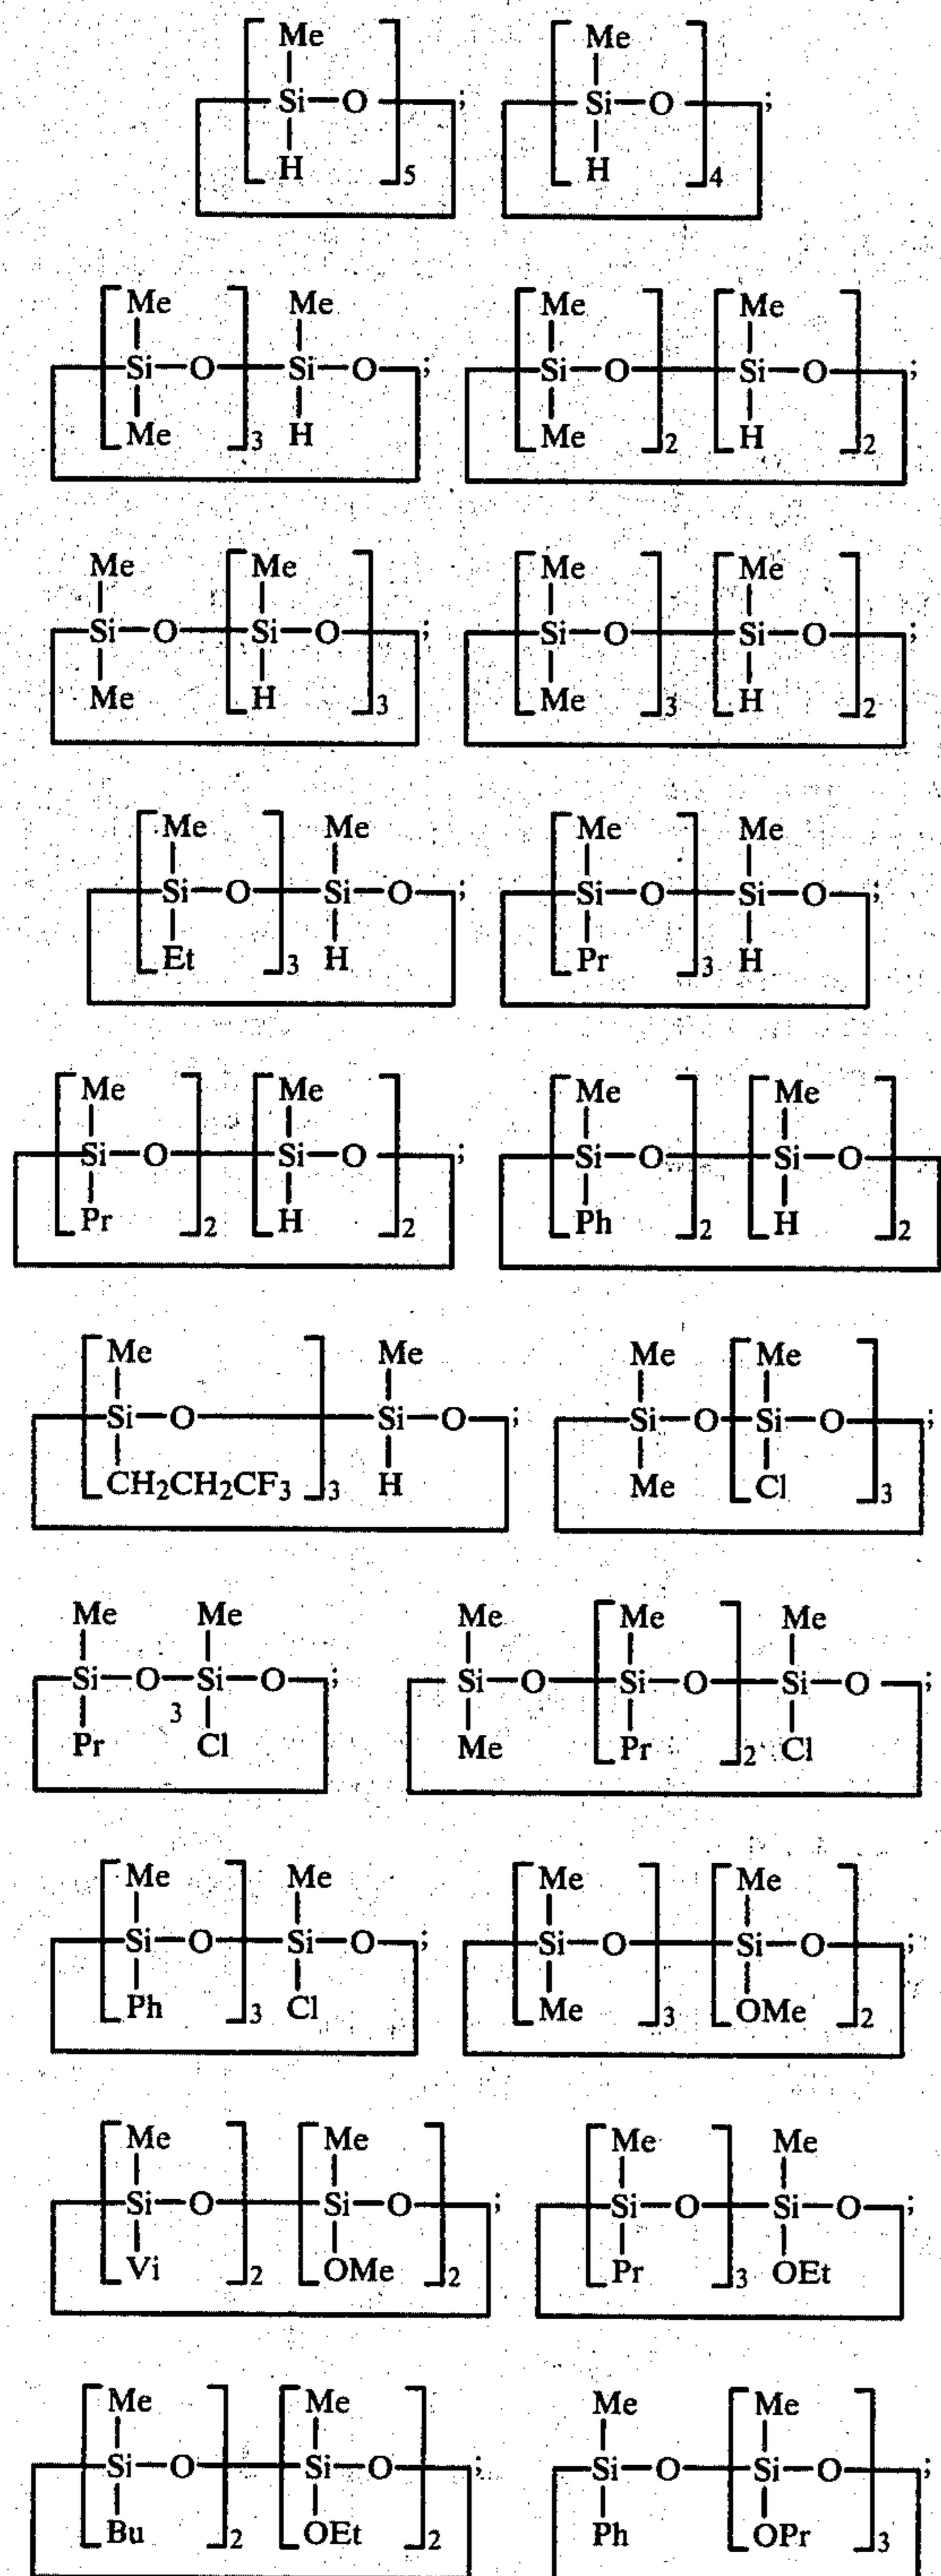 Me Me
Si—O ; Si—O ;
H 5 H 4
Me Me Me Me
Si—O Si—O ; Si—O Si—O ;
Me 3 H Me 2 H 2
Me Me Me Me
Si—O Si—O ; Si—O Si—O ;
Me H 3 Me 3 H 2
Me Me Me Me
Si—O Si—O ; Si—O Si—O ;
Et 3 H Pr 3 H
Me Me Me Me
Si—O Si—O ; Si—O Si—O
Pr 2 H 2 Ph 2 H 2
Me Me Me Me
Si—O Si—O ; Si—O Si—O ;
CH2CH2CF3 3 H Me Cl 3
Me Me Me Me Me
Si—O—Si—O ; Si—O Si—O Si—O ;
Pr 3 Cl Me Pr 2 Cl
Me Me Me Me
Si—O Si—O ; Si—O Si—O ;
Ph 3 Cl Me 3 OMe 2
Me Me Me Me
Si—O Si—O ; Si—O Si—O ;
Vi 2 OMe 2 Pr 3 OEt
Me Me Me Me
Si—O Si—O ; Si—O Si—O ;
Bu 2 OEt 2 Ph OPr 3